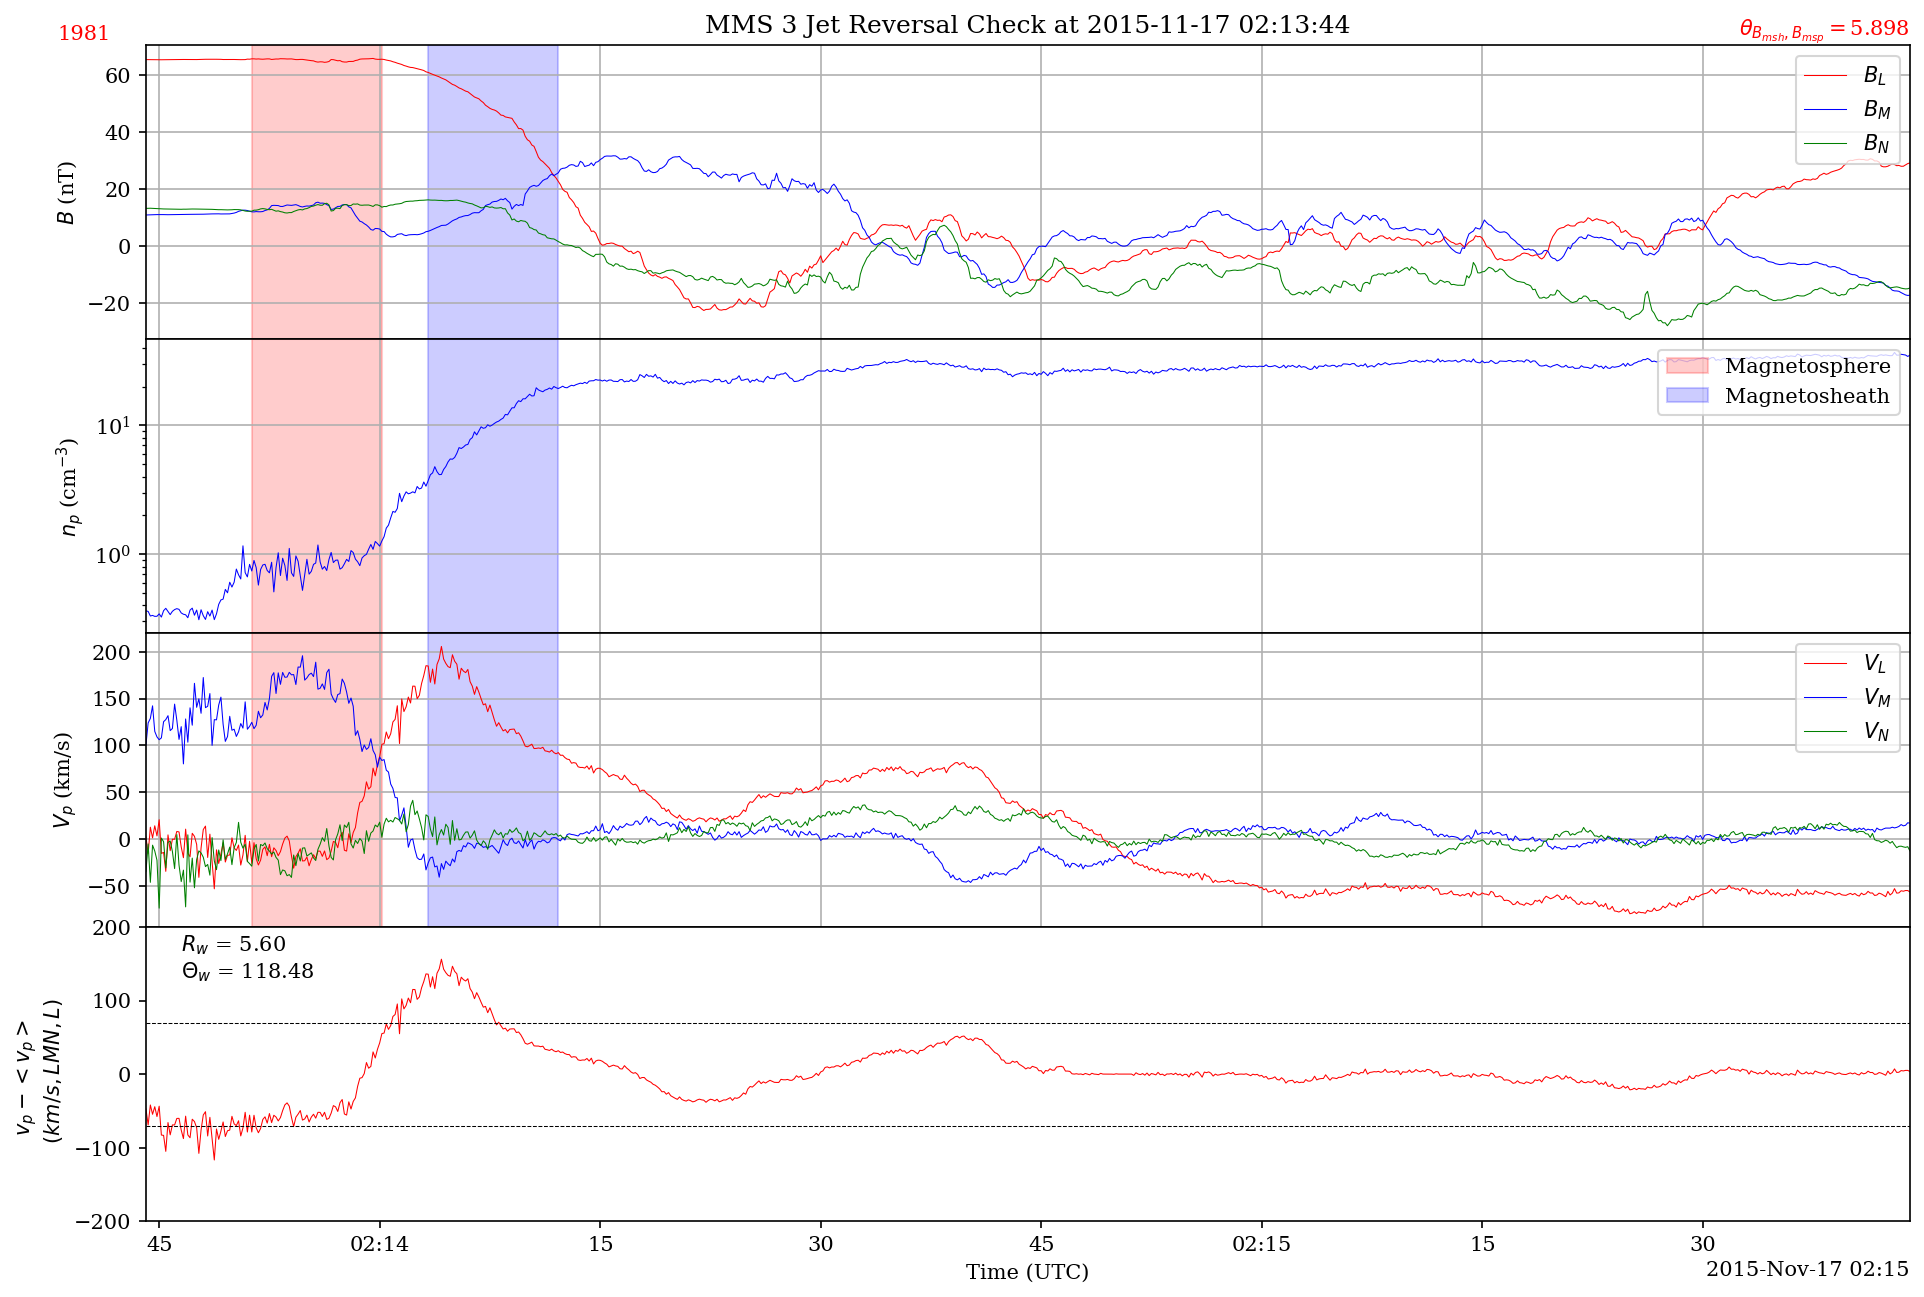 MMS 3 Jet Reversal Check at 2015-11-17 02:13:44
1981
θ_{B_{msh}, B_{msp}} = 5.898
60
40
20
0
−20
B (nT)
B_L
B_M
B_N
10^1
10^0
n_p (cm^{−3})
Magnetosphere
Magnetosheath
200
150
100
50
0
−50
V_p (km/s)
V_L
V_M
V_N
200
100
0
−100
−200
v_p − < v_p >
(km/s, LMN, L)
R_w = 5.60
Θ_w = 118.48
45 02:14 15 30 45 02:15 15 30
Time (UTC)
2015-Nov-17 02:15